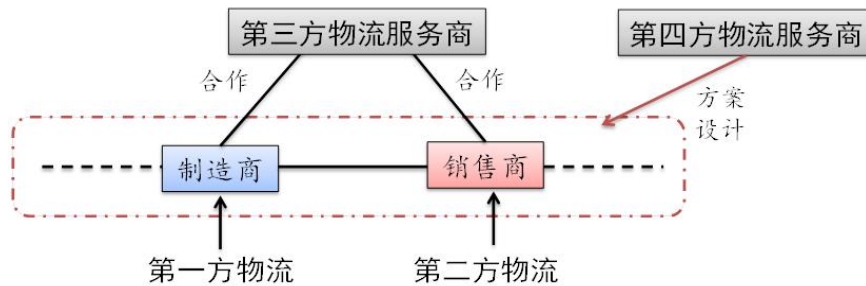 第三方物流服务商
第四方物流服务商
合作
合作
方案
设计
制造商
销售商
第一方物流
第二方物流